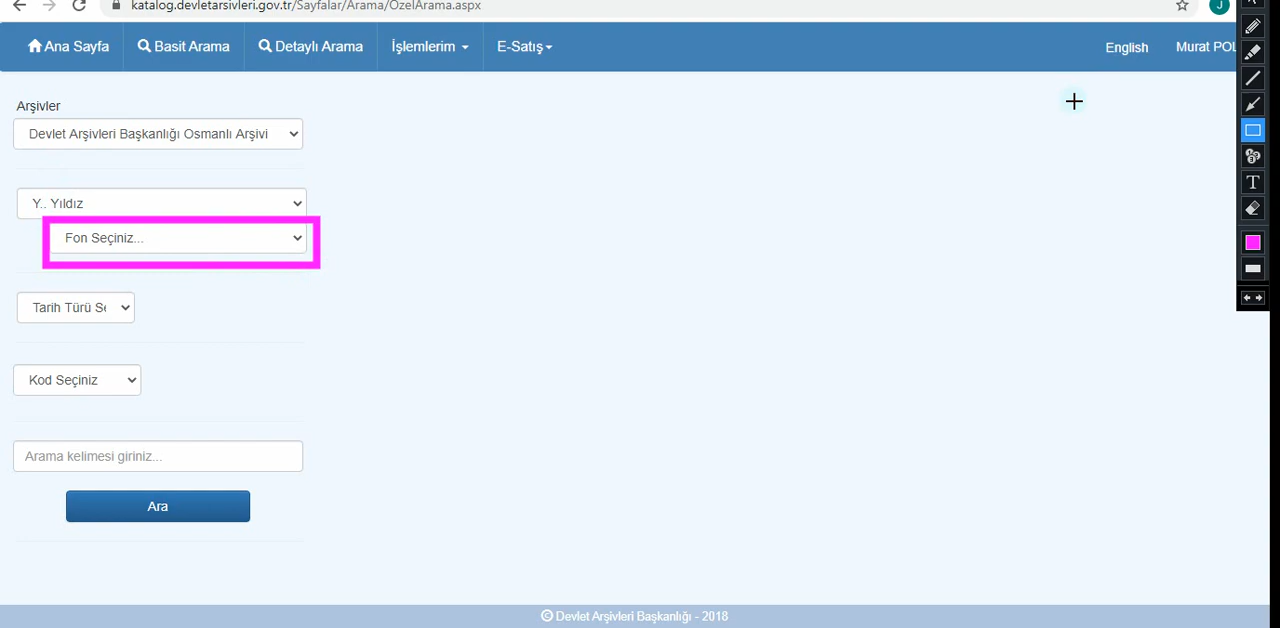 katalog.devletarsivleri.gov.tr/Sayfalar/Arama/OzelArama.aspx
J
Ana Sayfa Basit Arama Detaylı Arama İşlemlerim E-Satış English Murat POL
Arşivler
Devlet Arşivleri Başkanlığı Osmanlı Arşivi
Y.. Yıldız
Fon Seçiniz...
Tarih Türü Se
Kod Seçiniz
Arama kelimesi giriniz...
Ara
© Devlet Arşivleri Başkanlığı - 2018
T